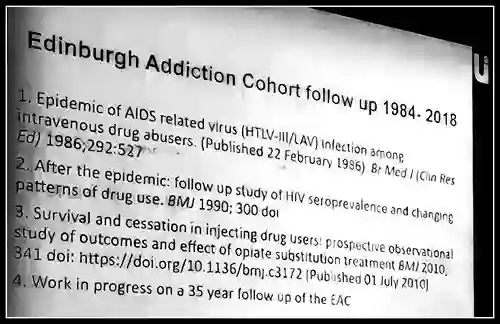 Edinburgh Addiction Cohort follow up 1984- 2018
1. Epidemic of AIDS related virus (HTLV-III/LAV) infection among
intravenous drug abusers. (Published 22 February 1986) Br Med J (Clin Res
Ed) 1986;292:527
2. After the epidemic: follow up study of HIV seroprevalence and changing
patterns of drug use. BMJ 1990; 300 doi
3. Survival and cessation in injecting drug users: prospective observational
study of outcomes and effect of opiate substitution treatment BMJ 2010,
341 doi: https://doi.org/10.1136/bmj.c3172 (Published 01 July 2010)
4. Work in progress on a 35 year follow up of the EAC